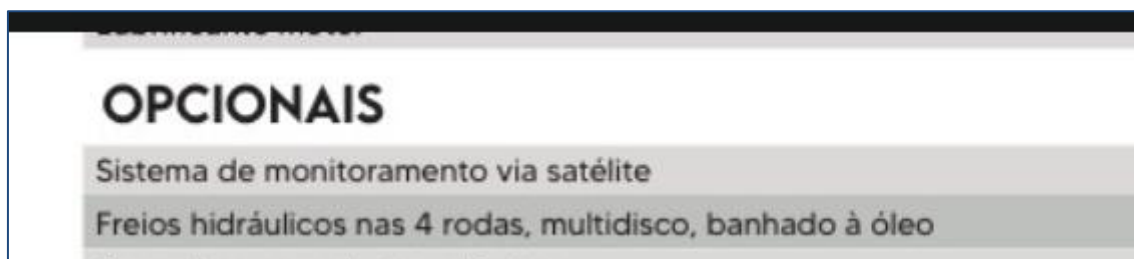 OPCIONAIS
Sistema de monitoramento via satélite
Freios hidráulicos nas 4 rodas, multidisco, banhado à óleo